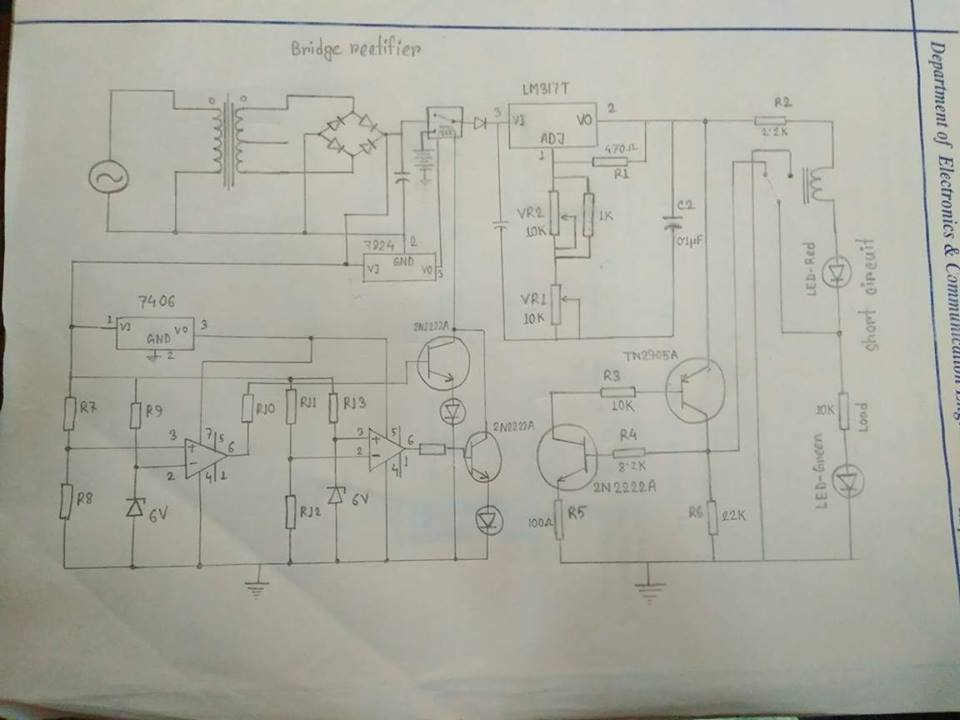 Bridge rectifier
LM317T
3 VI VO 2
ADJ
1
470Ω
R1
R2
2.2K
VR2
10K
1K
C2
0.1µF
VR1
10K
7824 2
GND
VI VO 3
7406
1 VI VO 3
GND
2
2N2222A
R7
R9
R10
R11
R13
3
2
7
5
6
4
1
3
2
5
6
4
1
2N2222A
R8
6V
R12
6V
TN2905A
R3
10K
R4
8.2K
2N2222A
100Ω
R5
R6
22K
LED-Red
Short circuit
10K
Load
LED-Green
Department of Electronics & Communication Eng